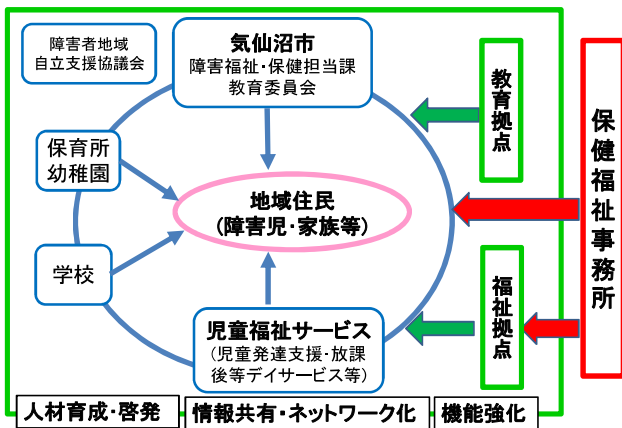 障害者地域
自立支援協議会
気仙沼市
障害福祉・保健担当課
教育委員会
教育拠点
保健福祉事務所
保育所
幼稚園
地域住民
(障害児・家族等)
学校
福祉拠点
児童福祉サービス
(児童発達支援・放課
後等デイサービス等)
人材育成・啓発
情報共有・ネットワーク化
機能強化